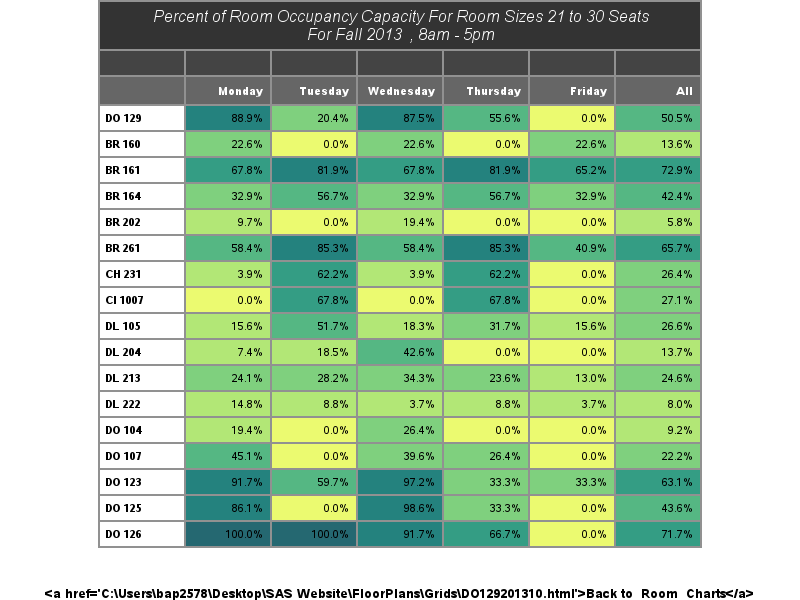 Percent of Room Occupancy Capacity For Room Sizes 21 to 30 Seats
For Fall 2013 , 8am - 5pm
Monday Tuesday Wednesday Thursday Friday All
DO 129 88.9% 20.4% 87.5% 55.6% 0.0% 50.5%
BR 160 22.6% 0.0% 22.6% 0.0% 22.6% 13.6%
BR 161 67.8% 81.9% 67.8% 81.9% 65.2% 72.9%
BR 164 32.9% 56.7% 32.9% 56.7% 32.9% 42.4%
BR 202 9.7% 0.0% 19.4% 0.0% 0.0% 5.8%
BR 261 58.4% 85.3% 58.4% 85.3% 40.9% 65.7%
CH 231 3.9% 62.2% 3.9% 62.2% 0.0% 26.4%
CI 1007 0.0% 67.8% 0.0% 67.8% 0.0% 27.1%
DL 105 15.6% 51.7% 18.3% 31.7% 15.6% 26.6%
DL 204 7.4% 18.5% 42.6% 0.0% 0.0% 13.7%
DL 213 24.1% 28.2% 34.3% 23.6% 13.0% 24.6%
DL 222 14.8% 8.8% 3.7% 8.8% 3.7% 8.0%
DO 104 19.4% 0.0% 26.4% 0.0% 0.0% 9.2%
DO 107 45.1% 0.0% 39.6% 26.4% 0.0% 22.2%
DO 123 91.7% 59.7% 97.2% 33.3% 33.3% 63.1%
DO 125 86.1% 0.0% 98.6% 33.3% 0.0% 43.6%
DO 126 100.0% 100.0% 91.7% 66.7% 0.0% 71.7%
<a href='C:\Users\bap2578\Desktop\SAS Website\FloorPlans\Grids\DO129201310.html'>Back to Room Charts</a>